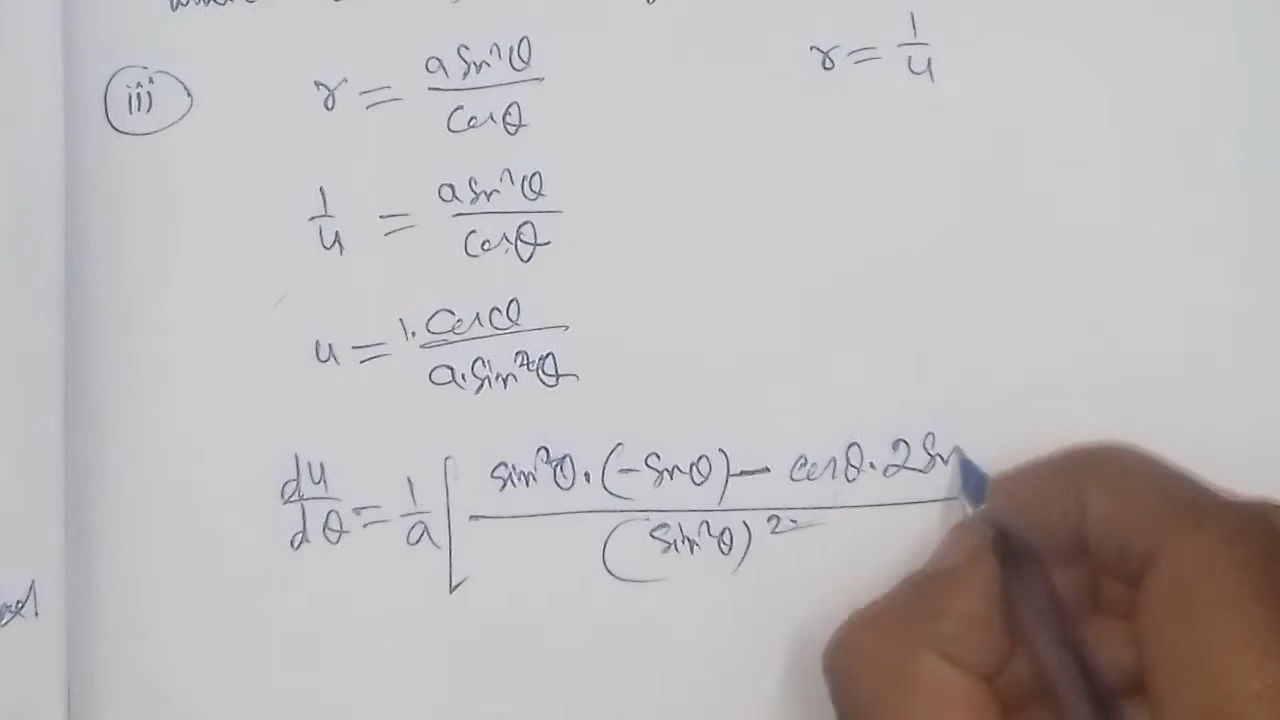 ii)
r = a sin²θ / cosθ
r = 1/u
1/u = a sin²θ / cosθ
u = 1. cosθ / a. sin²θ
du/dθ = 1/a [ sin²θ. (-sinθ) - cosθ. 2 sin / (sin²θ)²